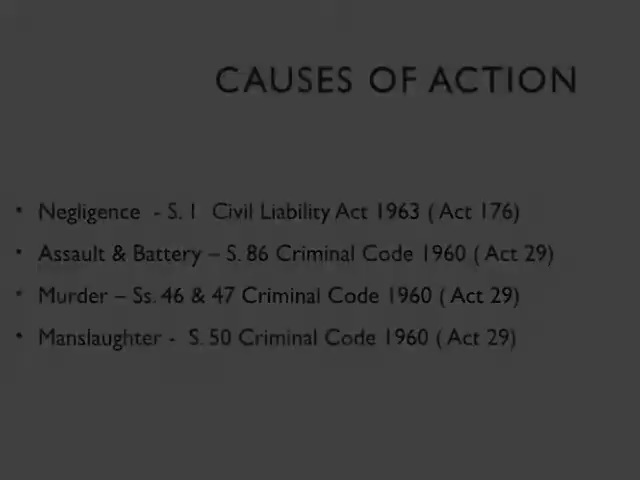 CAUSES OF ACTION
• Negligence - S. 1 Civil Liability Act 1963 ( Act 176)
• Assault & Battery – S. 86 Criminal Code 1960 ( Act 29)
• Murder – Ss. 46 & 47 Criminal Code 1960 ( Act 29)
• Manslaughter - S. 50 Criminal Code 1960 ( Act 29)